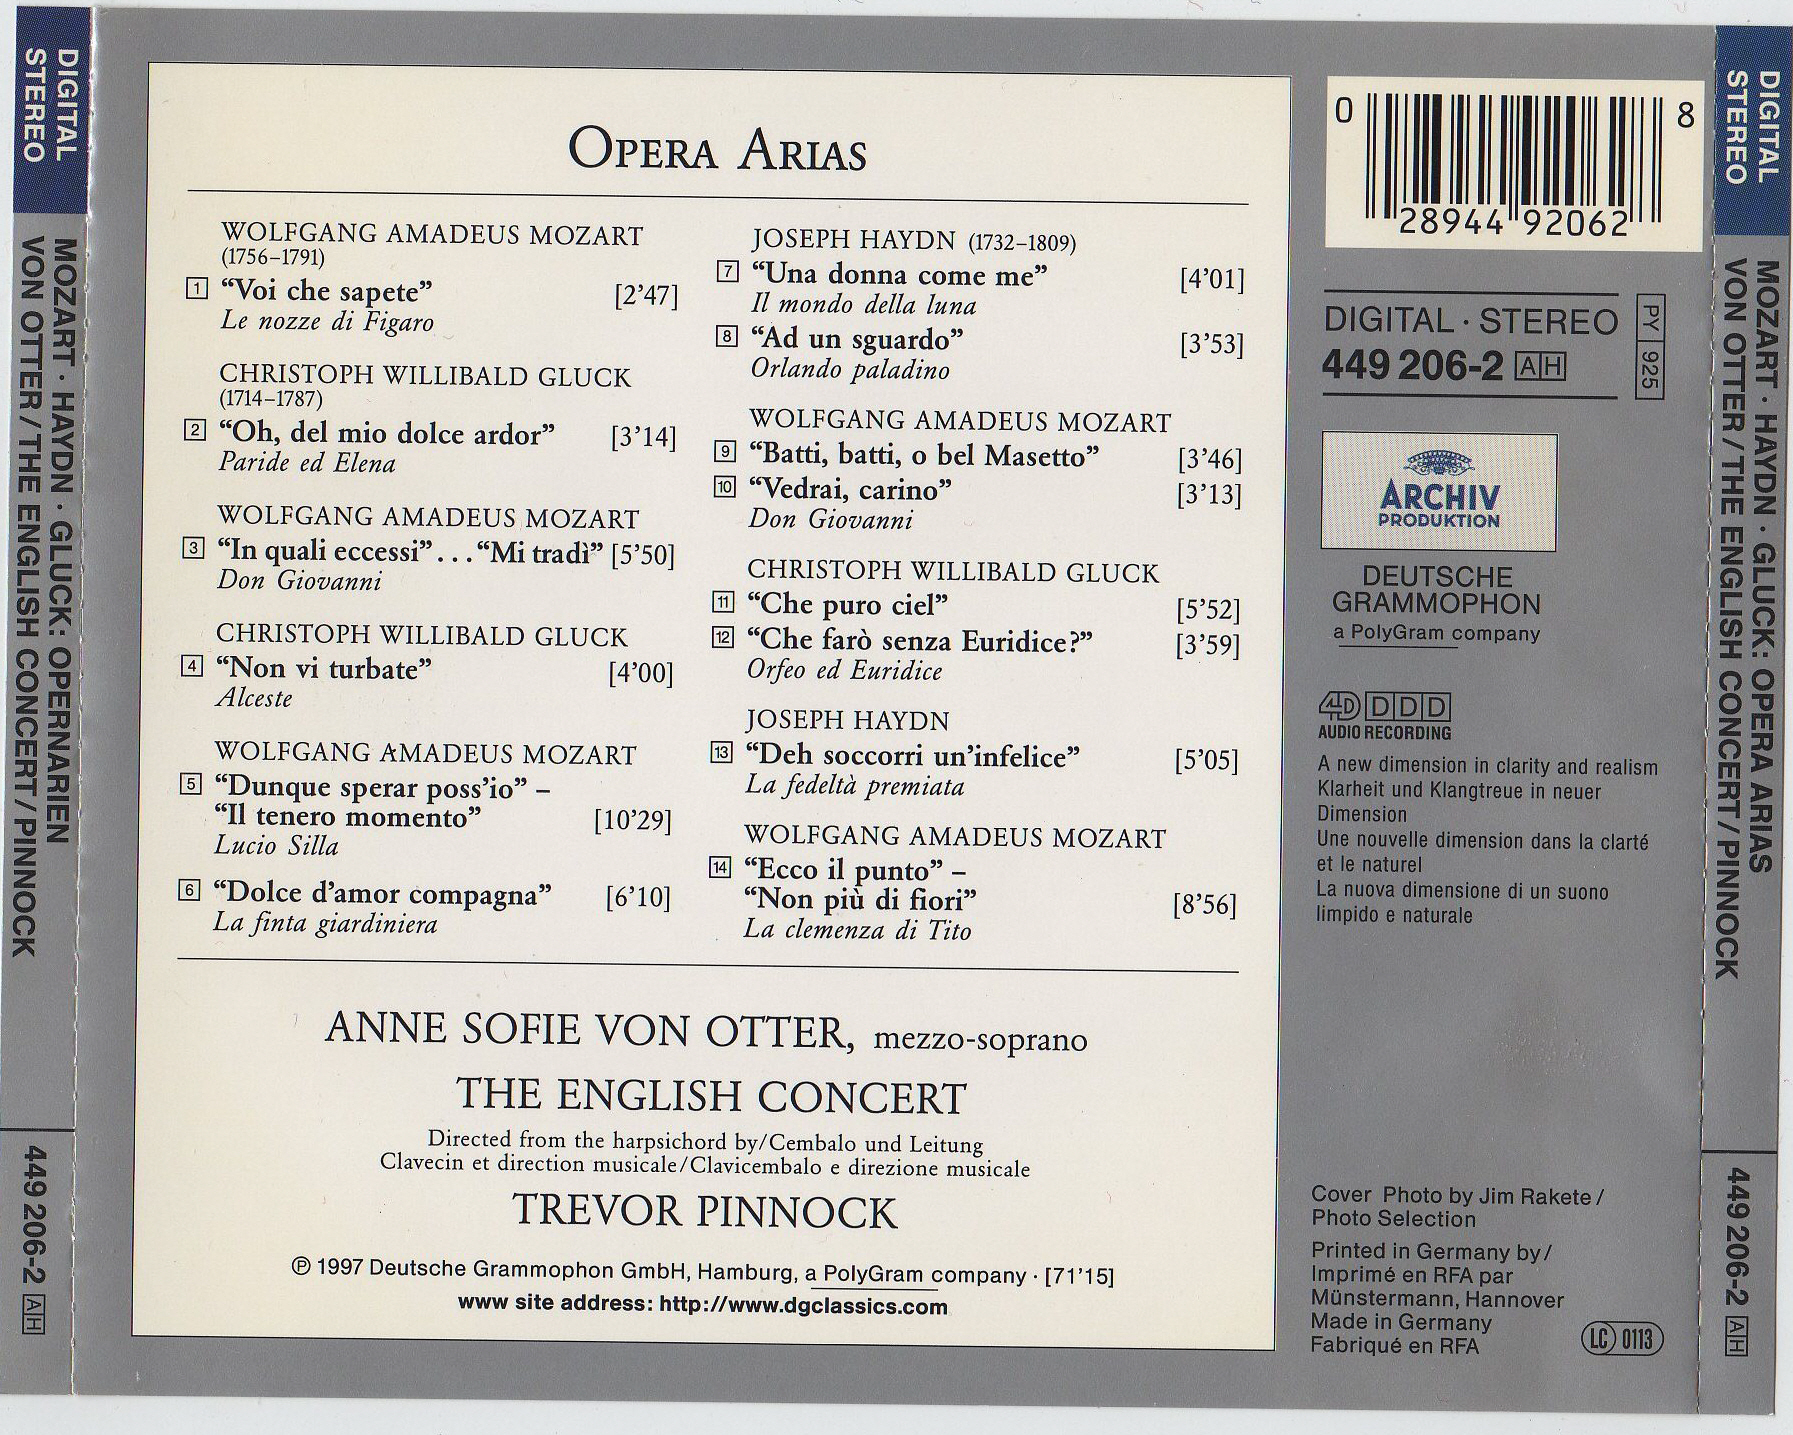 DIGITAL
STEREO
MOZART · HAYDN · GLUCK: OPERNARIEN
VON OTTER / THE ENGLISH CONCERT / PINNOCK
449 206-2 AH
OPERA ARIAS
WOLFGANG AMADEUS MOZART
(1756–1791)
1 “Voi che sapete” [2’47]
Le nozze di Figaro
CHRISTOPH WILLIBALD GLUCK
(1714–1787)
2 “Oh, del mio dolce ardor” [3’14]
Paride ed Elena
WOLFGANG AMADEUS MOZART
3 “In quali eccessi”...“Mi tradì” [5’50]
Don Giovanni
CHRISTOPH WILLIBALD GLUCK
4 “Non vi turbate” [4’00]
Alceste
WOLFGANG AMADEUS MOZART
5 “Dunque sperar poss’io” –
“Il tenero momento” [10’29]
Lucio Silla
6 “Dolce d’amor compagna” [6’10]
La finta giardiniera
JOSEPH HAYDN (1732–1809)
7 “Una donna come me” [4’01]
Il mondo della luna
8 “Ad un sguardo” [3’53]
Orlando paladino
WOLFGANG AMADEUS MOZART
9 “Batti, batti, o bel Masetto” [3’46]
10 “Vedrai, carino” [3’13]
Don Giovanni
CHRISTOPH WILLIBALD GLUCK
11 “Che puro ciel” [5’52]
12 “Che farò senza Euridice?” [3’59]
Orfeo ed Euridice
JOSEPH HAYDN
13 “Deh soccorri un’infelice” [5’05]
La fedeltà premiata
WOLFGANG AMADEUS MOZART
14 “Ecco il punto” –
“Non più di fiori” [8’56]
La clemenza di Tito
ANNE SOFIE VON OTTER, mezzo-soprano
THE ENGLISH CONCERT
Directed from the harpsichord by/Cembalo und Leitung
Clavecin et direction musicale/Clavicembalo e direzione musicale
TREVOR PINNOCK
℗ 1997 Deutsche Grammophon GmbH, Hamburg, a PolyGram company · [71’15]
www site address: http://www.dgclassics.com
0 28944 92062 8
DIGITAL · STEREO
449 206-2 AH
PY 925
ARCHIV
PRODUKTION
DEUTSCHE
GRAMMOPHON
a PolyGram company
4D DDD
AUDIO RECORDING
A new dimension in clarity and realism
Klarheit und Klangtreue in neuer
Dimension
Une nouvelle dimension dans la clarté
et le naturel
La nuova dimensione di un suono
limpido e naturale
Cover Photo by Jim Rakete /
Photo Selection
Printed in Germany by /
Imprimé en RFA par
Münstermann, Hannover
Made in Germany
Fabriqué en RFA
LC 0113
DIGITAL
STEREO
MOZART · HAYDN · GLUCK: OPERA ARIAS
VON OTTER / THE ENGLISH CONCERT / PINNOCK
449 206-2 AH